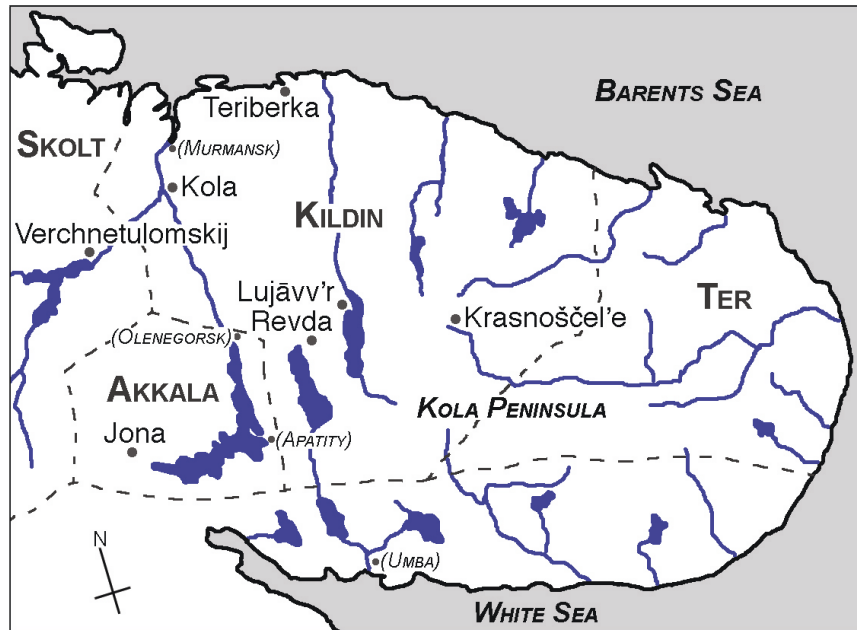 BARENTS SEA
Teriberka
SKOLT
(MURMANSK)
Kola
KILDIN
Verchnetulomskij
Lujāvv'r
TER
Revda
Krasnoščel'e
(OLENEGORSK)
AKKALA
KOLA PENINSULA
Jona
(APATITY)
N
(UMBA)
WHITE SEA